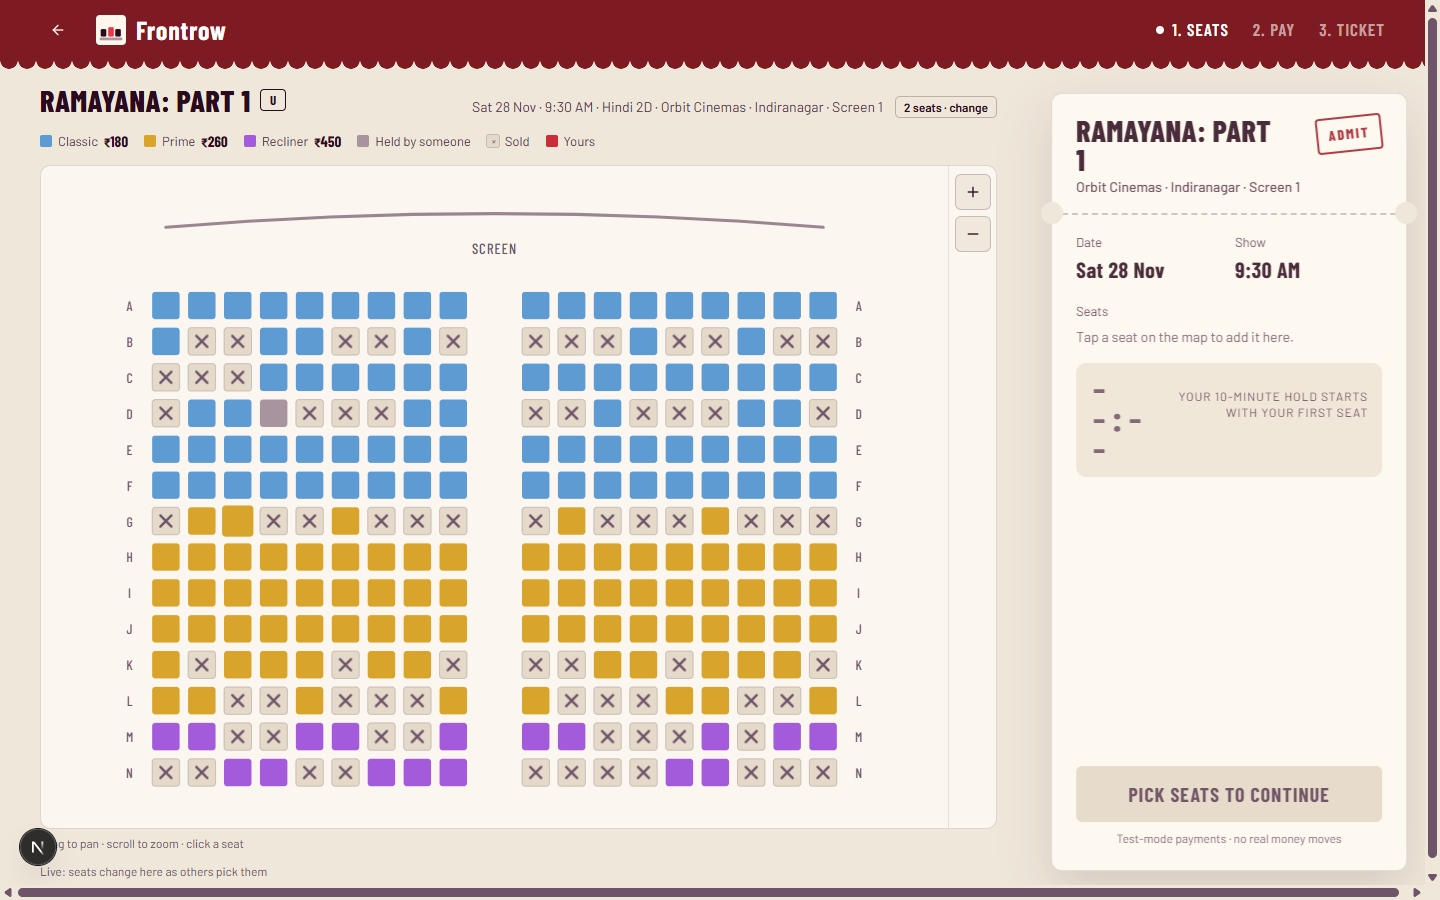 ← Frontrow
1. SEATS 2. PAY 3. TICKET
RAMAYANA: PART 1 U
Sat 28 Nov · 9:30 AM · Hindi 2D · Orbit Cinemas · Indiranagar · Screen 1 2 seats · change
Classic ₹180 Prime ₹260 Recliner ₹450 Held by someone Sold Yours
+
−
SCREEN
A A
B B
C C
D D
E E
F F
G G
H H
I I
J J
K K
L L
M M
N N
N
g to pan · scroll to zoom · click a seat
Live: seats change here as others pick them
RAMAYANA: PART
1
ADMIT
Orbit Cinemas · Indiranagar · Screen 1
Date Show
Sat 28 Nov 9:30 AM
Seats
Tap a seat on the map to add it here.
–
– : –
–
YOUR 10-MINUTE HOLD STARTS
WITH YOUR FIRST SEAT
PICK SEATS TO CONTINUE
Test-mode payments · no real money moves